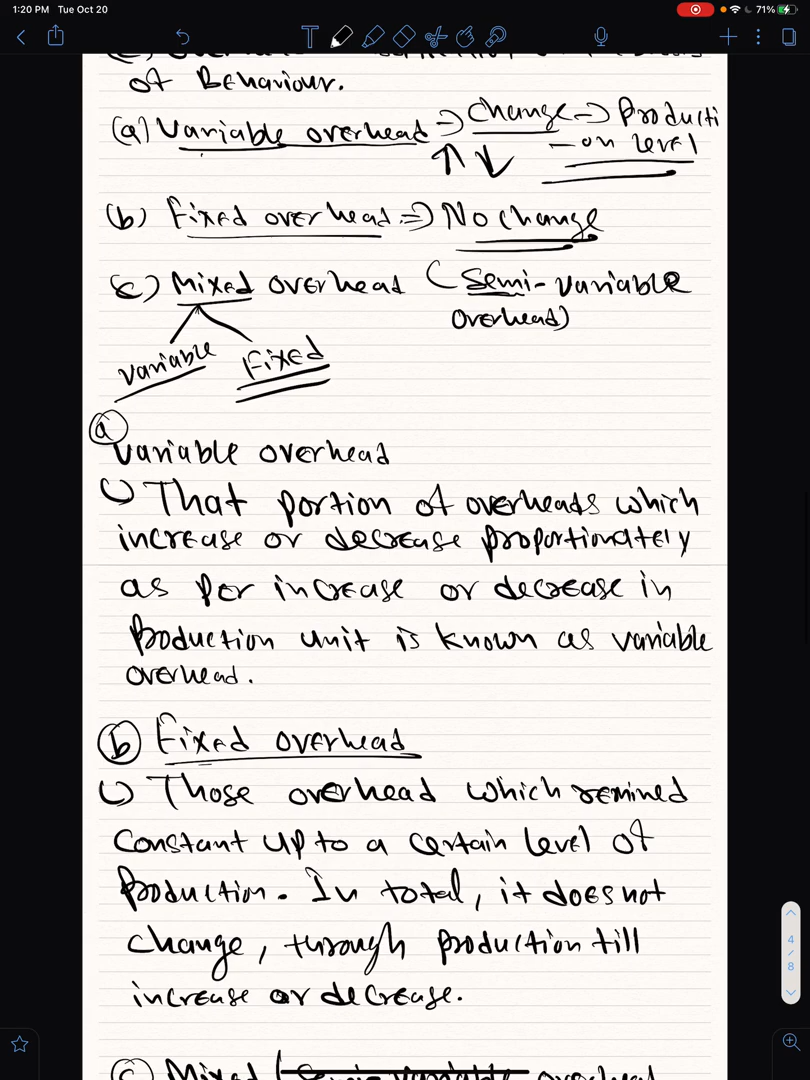 1:20 PM Tue Oct 20
71%
of Behaviour.
(a) Variable overhead => change -> Producti
-on level
(b) Fixed overhead => No change
(c) Mixed overhead (Semi-variable
overhead)
variable Fixed
(a)
variable overhead
That portion of overheads which
increase or decrease proportionately
as per increase or decrease in
production unit is known as variable
overhead.
(b) Fixed overhead
Those overhead which remined
constant up to a certain level of
Production. In total, it does not
change, through production till
increase or decrease.
(c) Mixed (semi-variable overhead
4
/
8